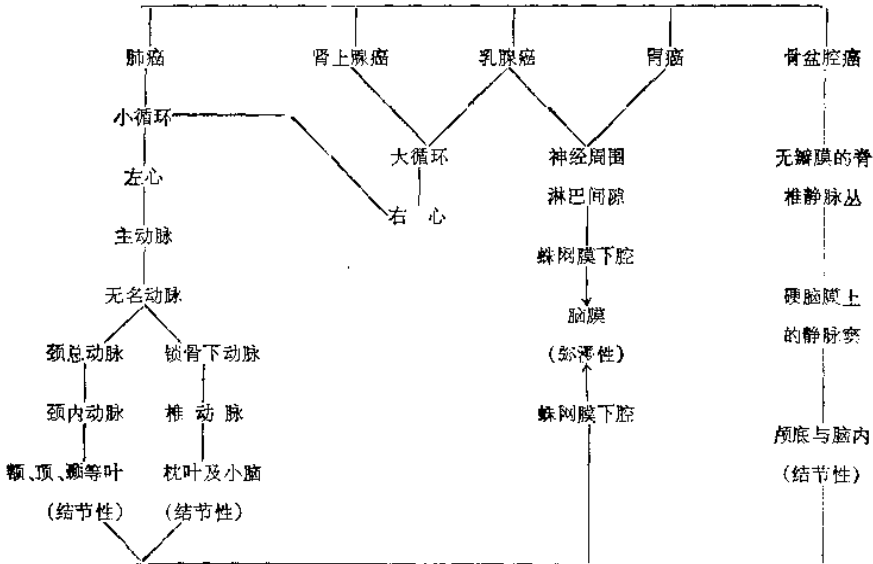 肺癌 肾上腺癌 乳腺癌 胃癌 骨盆腔癌
小循环
大循环 神经周围 无瓣膜的脊
左心 淋巴间隙 椎静脉丛
右 心
主动脉
蛛网膜下腔
无名动脉 硬脑膜上
脑膜 的静脉窦
颈总动脉 锁骨下动脉 (弥漫性)
颈内动脉 椎 动 脉 蛛网膜下腔
颅底与脑内
额、顶、颞等叶 枕叶及小脑 (结节性)
(结节性) (结节性)